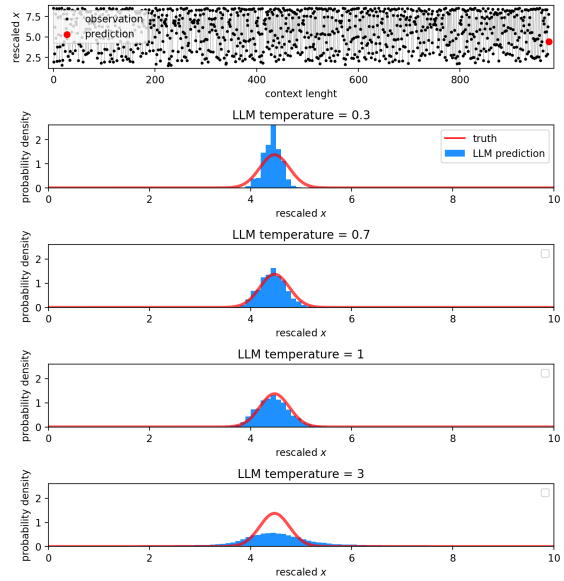 rescaled x
7.5
5.0
2.5
observation
prediction
0 200 400 600 800
context lenght
LLM temperature = 0.3
probability density
2
1
0
truth
LLM prediction
0 2 4 6 8 10
rescaled x
LLM temperature = 0.7
probability density
2
1
0
0 2 4 6 8 10
rescaled x
LLM temperature = 1
probability density
2
1
0
0 2 4 6 8 10
rescaled x
LLM temperature = 3
probability density
2
1
0
0 2 4 6 8 10
rescaled x